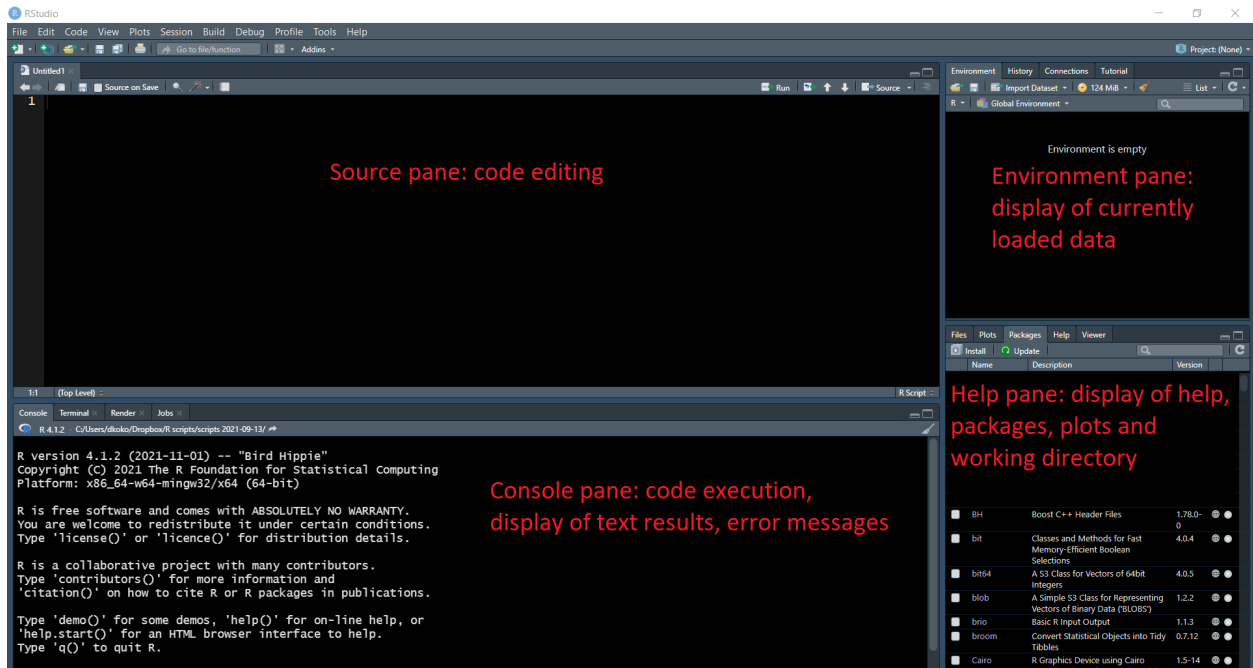 RStudio
File Edit Code View Plots Session Build Debug Profile Tools Help
Go to file/function Addins Project: (None)
Untitled1
Source on Save Run Source
1
Source pane: code editing
1:1 (Top Level) R Script
Console Terminal Render Jobs
R 4.1.2 · C:/Users/dkoko/Dropbox/R scripts/scripts 2021-09-13/
R version 4.1.2 (2021-11-01) -- "Bird Hippie"
Copyright (C) 2021 The R Foundation for Statistical Computing
Platform: x86_64-w64-mingw32/x64 (64-bit)
R is free software and comes with ABSOLUTELY NO WARRANTY.
You are welcome to redistribute it under certain conditions.
Type 'license()' or 'licence()' for distribution details.
R is a collaborative project with many contributors.
Type 'contributors()' for more information and
'citation()' on how to cite R or R packages in publications.
Type 'demo()' for some demos, 'help()' for on-line help, or
'help.start()' for an HTML browser interface to help.
Type 'q()' to quit R.
Console pane: code execution,
display of text results, error messages
Environment History Connections Tutorial
Import Dataset 124 MiB List
R Global Environment
Environment is empty
Environment pane:
display of currently
loaded data
Files Plots Packages Help Viewer
Install Update
Name Description Version
Help pane: display of help,
packages, plots and
working directory
BH Boost C++ Header Files 1.78.0-
0
bit Classes and Methods for Fast 4.0.4
Memory-Efficient Boolean
Selections
bit64 A S3 Class for Vectors of 64bit 4.0.5
Integers
blob A Simple S3 Class for Representing 1.2.2
Vectors of Binary Data ('BLOBS')
brio Basic R Input Output 1.1.3
broom Convert Statistical Objects into Tidy 0.7.12
Tibbles
Cairo R Graphics Device using Cairo 1.5-14